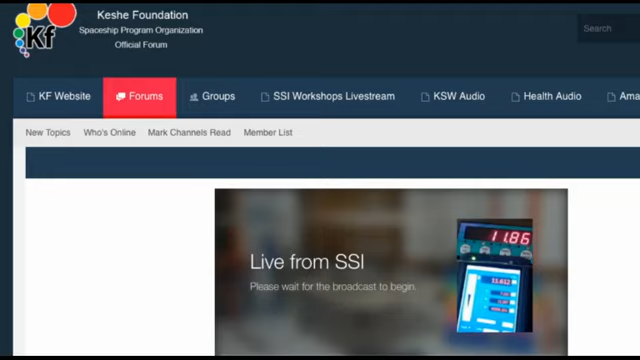 Kf
Keshe Foundation
Spaceship Program Organization
Official Forum
Search
KF Website
Forums
Groups
SSI Workshops Livestream
KSW Audio
Health Audio
Ama
New Topics
Who's Online
Mark Channels Read
Member List
11.86
Live from SSI
Please wait for the broadcast to begin.